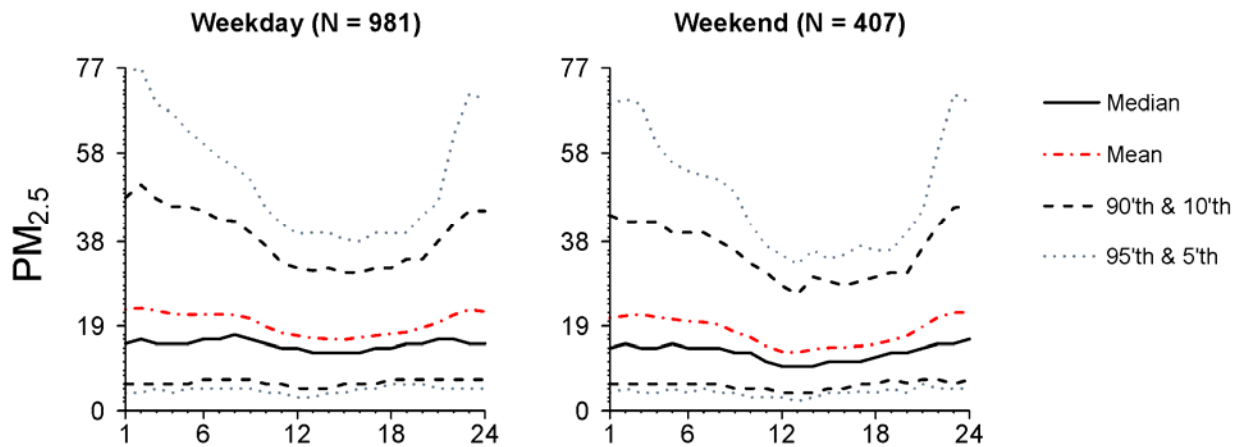 Weekday (N = 981)
Weekend (N = 407)
PM2.5
77
58
38
19
0
1 6 12 18 24
77
58
38
19
0
1 6 12 18 24
Median
Mean
90'th & 10'th
95'th & 5'th